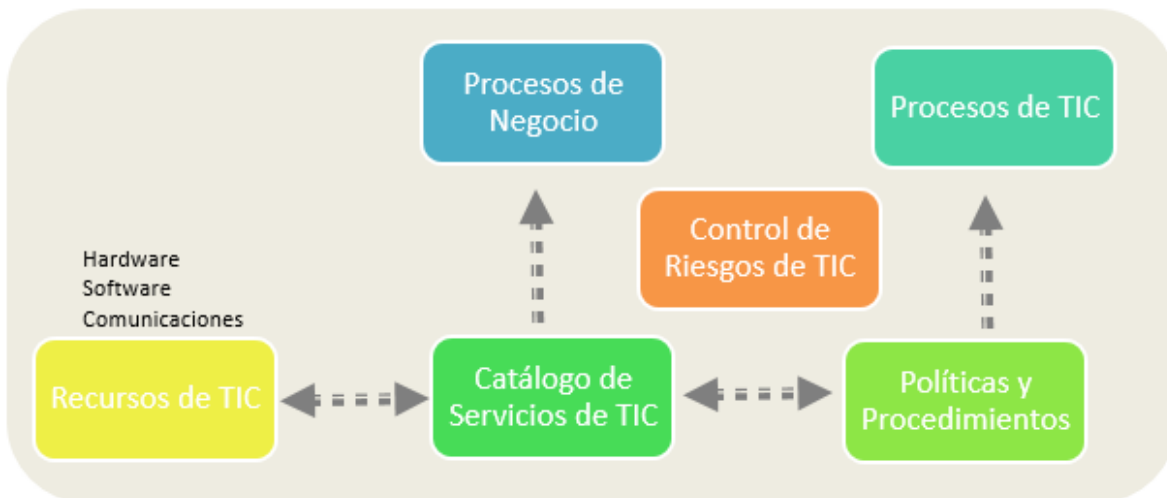 Procesos de
Negocio
Procesos de TIC
Control de
Riesgos de TIC
Hardware
Software
Comunicaciones
Recursos de TIC
Catálogo de
Servicios de TIC
Políticas y
Procedimientos